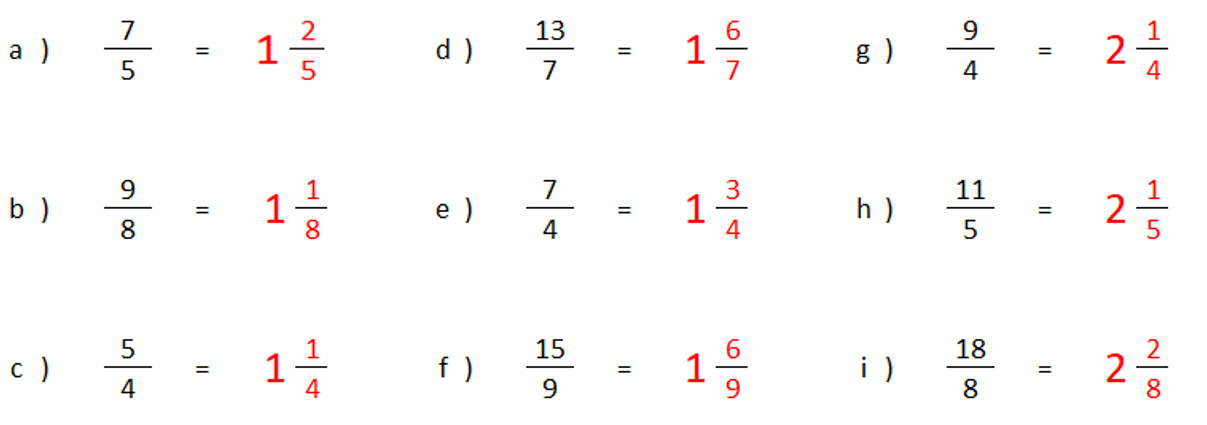 a ) 7/5 = 1 2/5
d ) 13/7 = 1 6/7
g ) 9/4 = 2 1/4
b ) 9/8 = 1 1/8
e ) 7/4 = 1 3/4
h ) 11/5 = 2 1/5
c ) 5/4 = 1 1/4
f ) 15/9 = 1 6/9
i ) 18/8 = 2 2/8